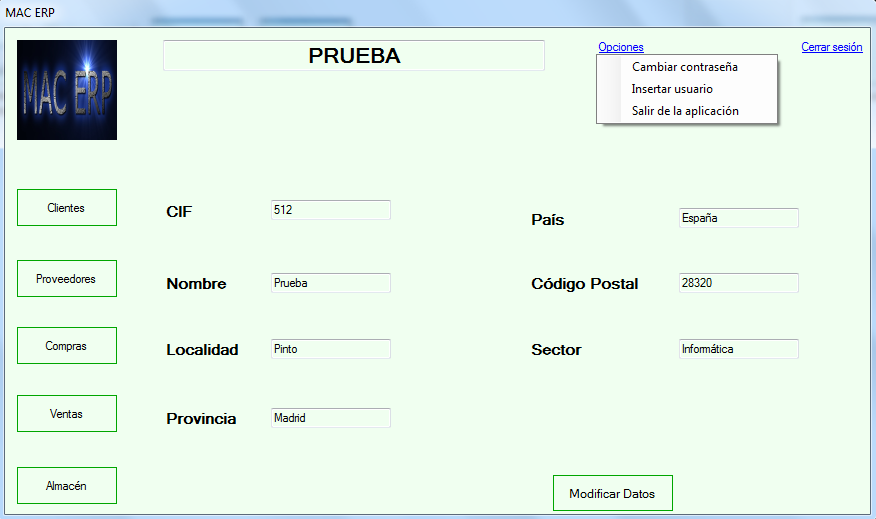 MAC ERP
MAC ERP
PRUEBA
Opciones
Cerrar sesión
Cambiar contraseña
Insertar usuario
Salir de la aplicación
Clientes
CIF
512
País
España
Proveedores
Nombre
Prueba
Código Postal
28320
Compras
Localidad
Pinto
Sector
Informática
Ventas
Provincia
Madrid
Almacén
Modificar Datos